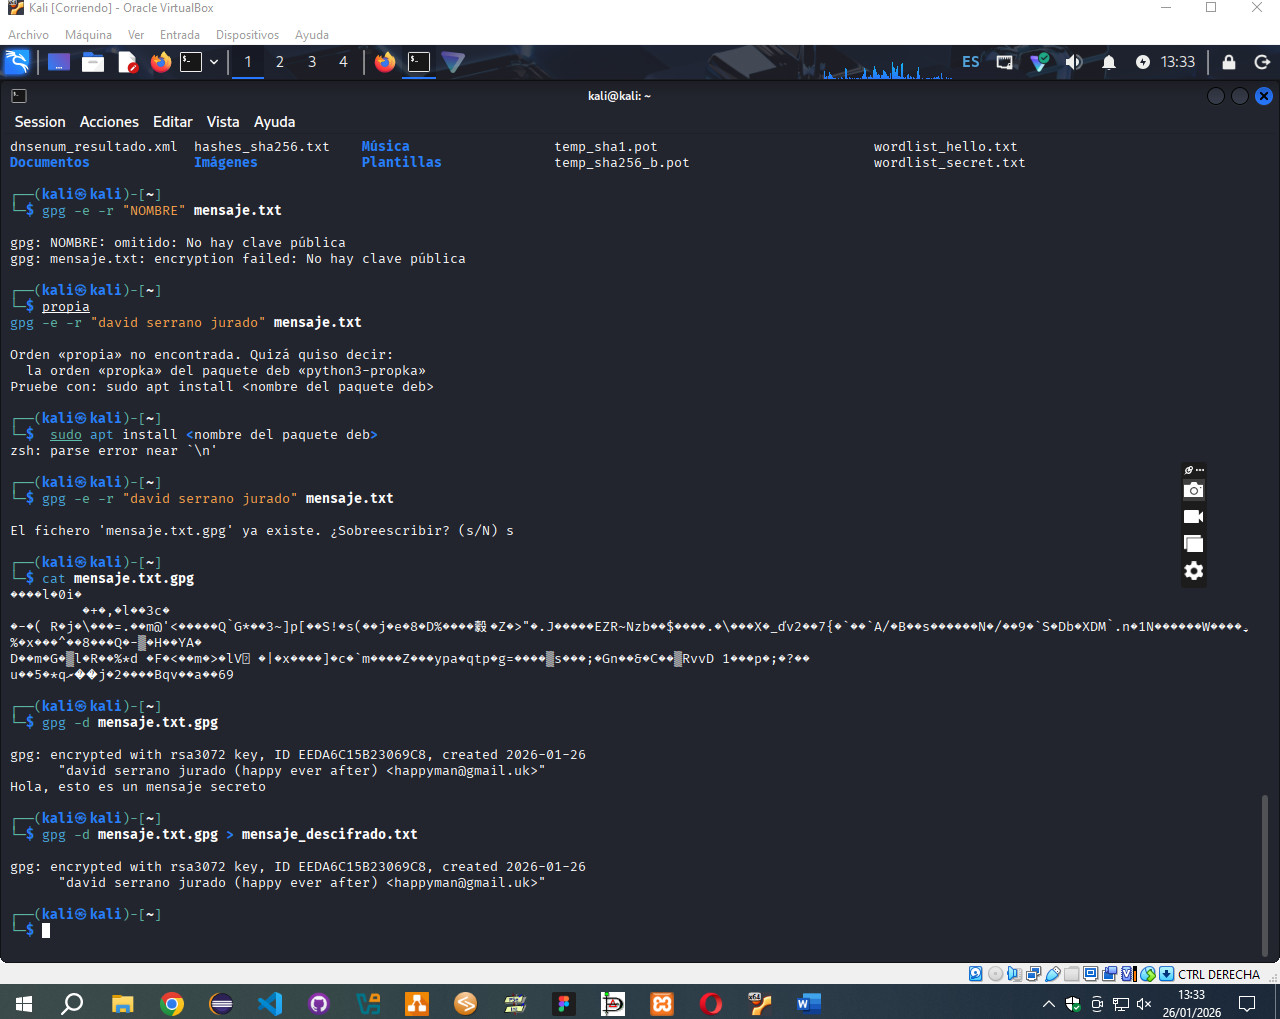 Kali [Corriendo] - Oracle VirtualBox
Archivo Máquina Ver Entrada Dispositivos Ayuda
1 2 3 4 ES 13:33
kali@kali: ~
Session Acciones Editar Vista Ayuda
dnsenum_resultado.xml hashes_sha256.txt Música temp_sha1.pot wordlist_hello.txt
Documentos Imágenes Plantillas temp_sha256_b.pot wordlist_secret.txt
┌──(kali㉿kali)-[~]
└─$ gpg -e -r "NOMBRE" mensaje.txt
gpg: NOMBRE: omitido: No hay clave pública
gpg: mensaje.txt: encryption failed: No hay clave pública
┌──(kali㉿kali)-[~]
└─$ propia
gpg -e -r "david serrano jurado" mensaje.txt
Orden «propia» no encontrada. Quizá quiso decir:
la orden «propka» del paquete deb «python3-propka»
Pruebe con: sudo apt install <nombre del paquete deb>
┌──(kali㉿kali)-[~]
└─$ sudo apt install <nombre del paquete deb>
zsh: parse error near `\n'
┌──(kali㉿kali)-[~]
└─$ gpg -e -r "david serrano jurado" mensaje.txt
El fichero 'mensaje.txt.gpg' ya existe. ¿Sobreescribir? (s/N) s
┌──(kali㉿kali)-[~]
└─$ cat mensaje.txt.gpg
┌──(kali㉿kali)-[~]
└─$ gpg -d mensaje.txt.gpg
gpg: encrypted with rsa3072 key, ID EEDA6C15B23069C8, created 2026-01-26
"david serrano jurado (happy ever after) <happyman@gmail.uk>"
Hola, esto es un mensaje secreto
┌──(kali㉿kali)-[~]
└─$ gpg -d mensaje.txt.gpg > mensaje_descifrado.txt
gpg: encrypted with rsa3072 key, ID EEDA6C15B23069C8, created 2026-01-26
"david serrano jurado (happy ever after) <happyman@gmail.uk>"
┌──(kali㉿kali)-[~]
└─$
CTRL DERECHA
13:33
26/01/2026